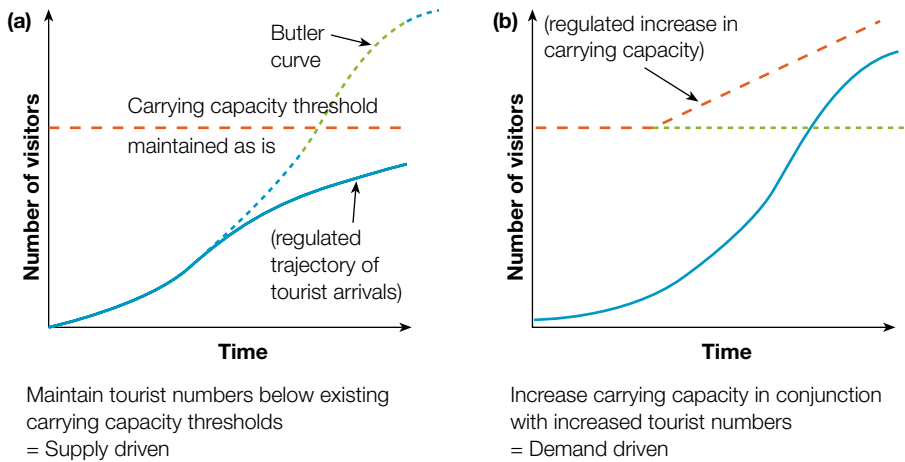 (a)
Number of visitors
Butler
curve
Carrying capacity threshold
maintained as is
(regulated
trajectory of
tourist arrivals)
Time
Maintain tourist numbers below existing
carrying capacity thresholds
= Supply driven
(b)
Number of visitors
(regulated increase in
carrying capacity)
Time
Increase carrying capacity in conjunction
with increased tourist numbers
= Demand driven